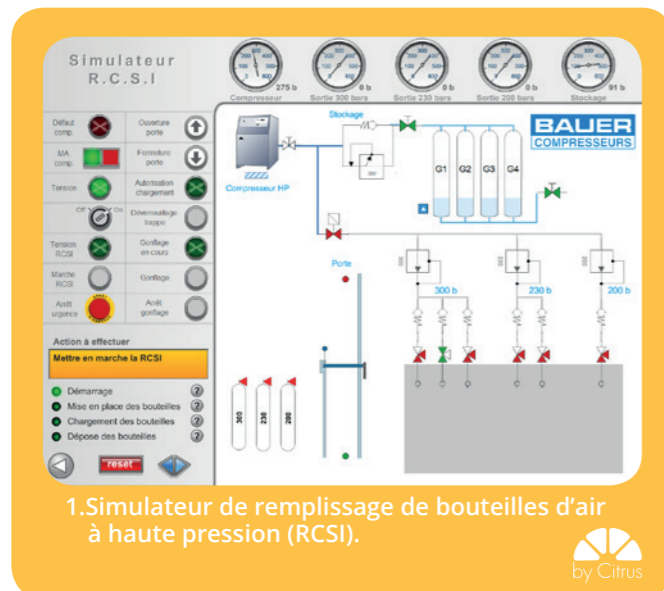 Simulateur
R.C.S.I
275 b
0 b
0 b
0 b
91 b
Compresseur
Sortie 300 bars
Sortie 230 bars
Sortie 200 bars
Stockage
Défaut comp.
Ouverture porte
MA comp.
Fermeture porte
Tension
Autorisation chargement
Off
On
Déverrouillage trappe
Tension RCSI
Gonflage en cours
Marche RCSI
Gonflage
Arrêt urgence
Arrêt gonflage
Action à effectuer
Mettre en marche la RCSI
Démarrage
?
Mise en place des bouteilles
?
Chargement des bouteilles
?
Dépose des bouteilles
?
reset
Stockage
BAUER
COMPRESSEURS
Compresseur HP
G1
G2
G3
G4
Porte
300 b
230 b
200 b
300
230
200
1.Simulateur de remplissage de bouteilles d’air
à haute pression (RCSI).
by Citrus